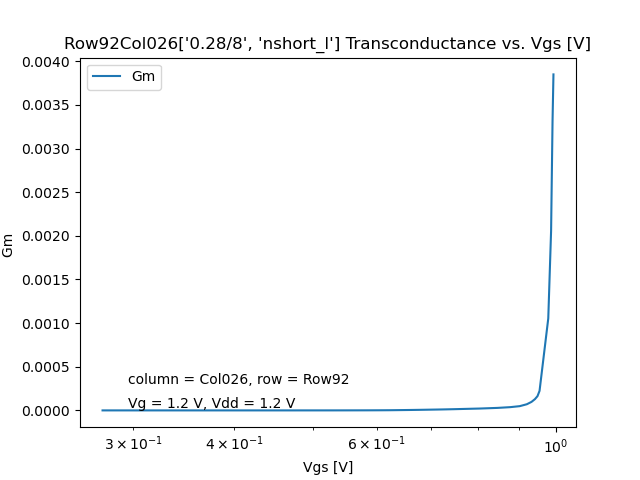 Row92Col026['0.28/8', 'nshort_l'] Transconductance vs. Vgs [V]
Gm
0.0040
0.0035
0.0030
0.0025
0.0020
0.0015
0.0010
0.0005
0.0000
Gm
column = Col026, row = Row92
Vg = 1.2 V, Vdd = 1.2 V
3 × 10⁻¹ 4 × 10⁻¹ 6 × 10⁻¹ 10⁰
Vgs [V]